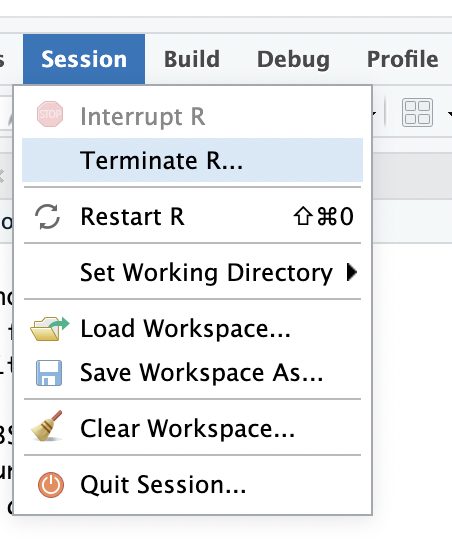 Session Build Debug Profile
STOP
Interrupt R
Terminate R...
Restart R ⇧⌘0
Set Working Directory
Load Workspace...
Save Workspace As...
Clear Workspace...
Quit Session...